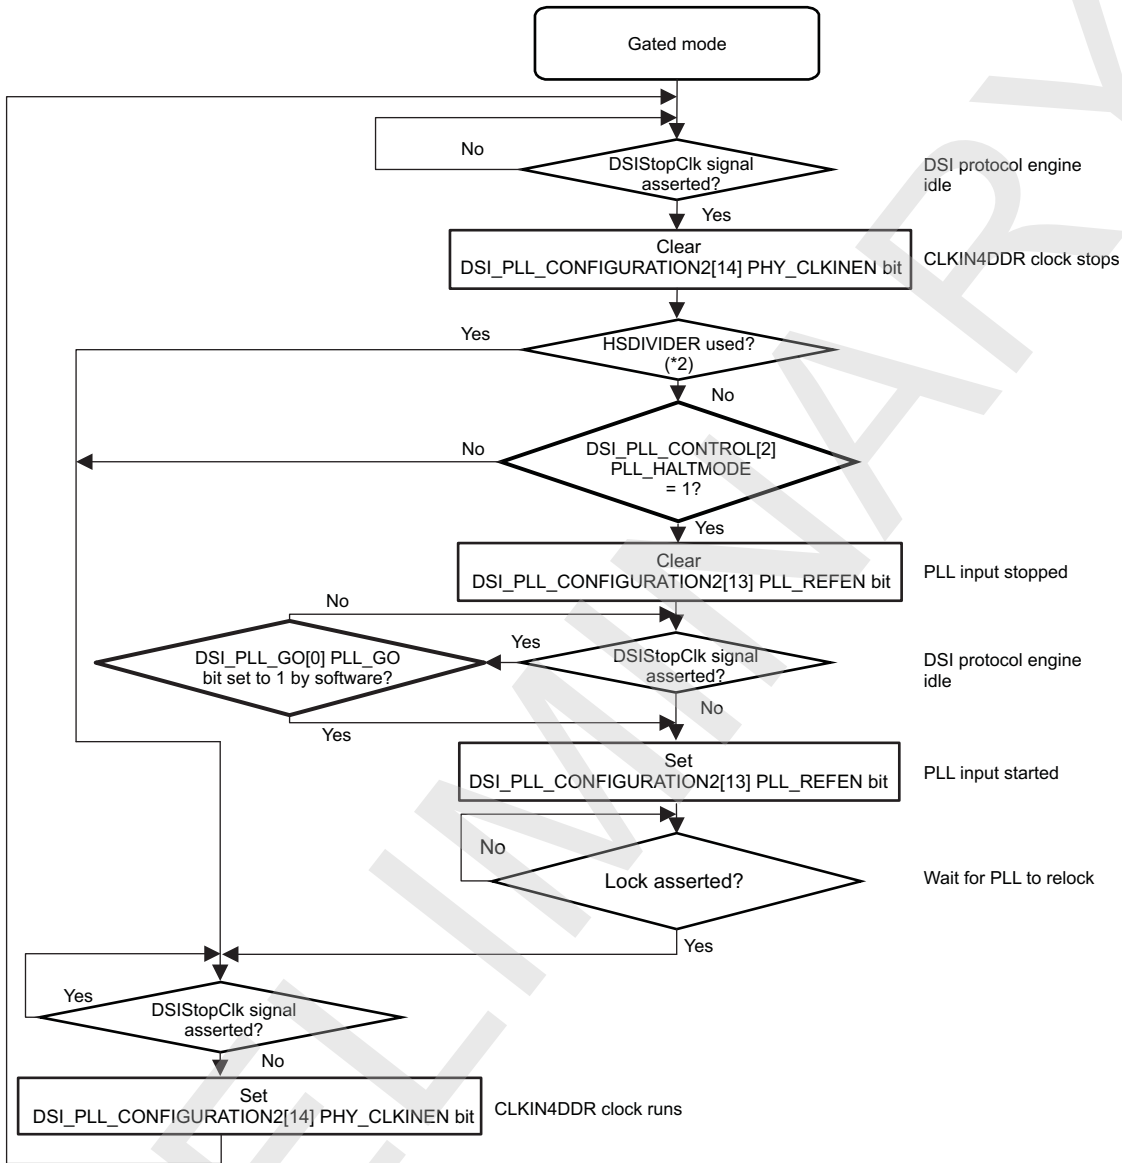 Gated mode
No
DSIStopClk signal
asserted?
DSI protocol engine
idle
Yes
Clear
DSI_PLL_CONFIGURATION2[14] PHY_CLKINEN bit
CLKIN4DDR clock stops
Yes
HSDIVIDER used?
(*2)
No
No
DSI_PLL_CONTROL[2]
PLL_HALTMODE
= 1?
Yes
Clear
DSI_PLL_CONFIGURATION2[13] PLL_REFEN bit
PLL input stopped
No
DSI_PLL_GO[0] PLL_GO
bit set to 1 by software?
Yes
DSIStopClk signal
asserted?
DSI protocol engine
idle
No
Yes
Set
DSI_PLL_CONFIGURATION2[13] PLL_REFEN bit
PLL input started
No
Lock asserted?
Wait for PLL to relock
Yes
Yes
DSIStopClk signal
asserted?
No
Set
DSI_PLL_CONFIGURATION2[14] PHY_CLKINEN bit
CLKIN4DDR clock runs
ELIMINARY